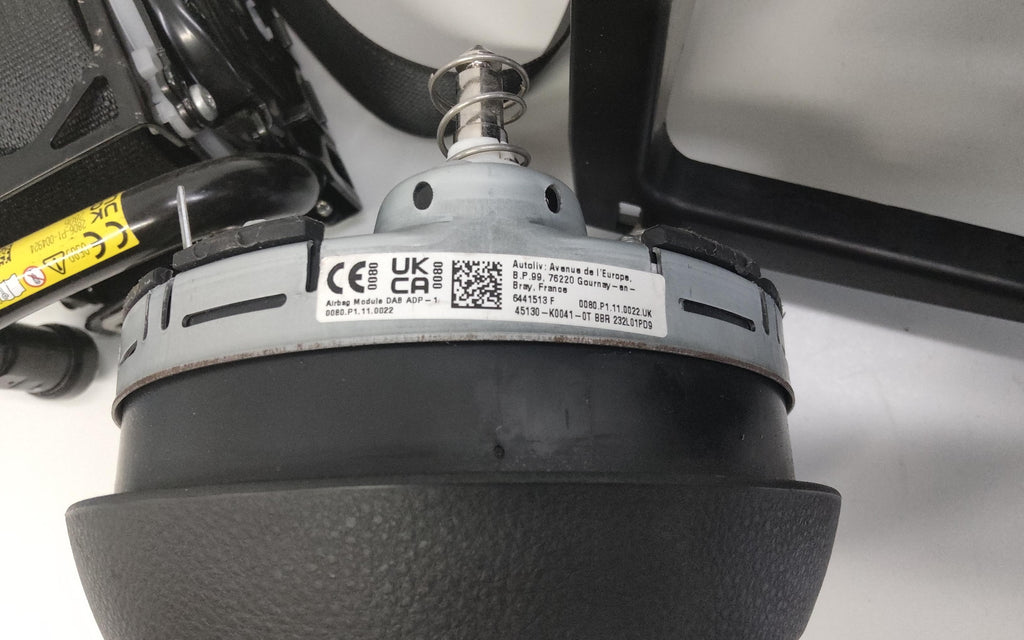 CE 0080
UK
CA 0080
Airbag Module DAB ADP-1
0080.P1.11.0022
Autoliv: Avenue de l'Europe,
B.P.99, 76220 Gournay-en-
Bray, France
6441513 F 0080.P1.11.0022.UK
45130-K0041-0T BBR 232L01PD9
CE